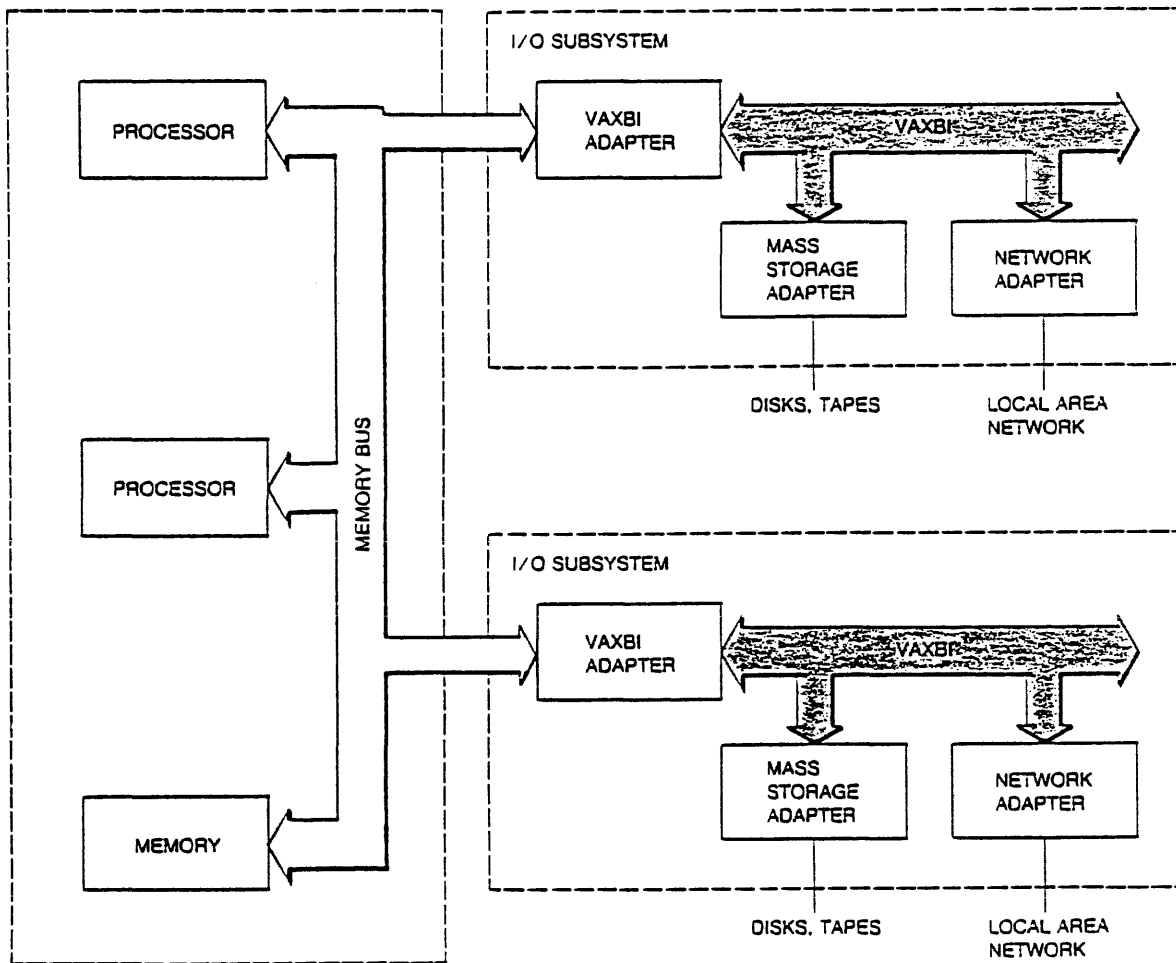 I/O SUBSYSTEM
PROCESSOR
VAXBI
ADAPTER
VAXBI
MASS
STORAGE
ADAPTER
NETWORK
ADAPTER
DISKS, TAPES
LOCAL AREA
NETWORK
MEMORY BUS
PROCESSOR
I/O SUBSYSTEM
VAXBI
ADAPTER
VAXBI
MASS
STORAGE
ADAPTER
NETWORK
ADAPTER
MEMORY
DISKS, TAPES
LOCAL AREA
NETWORK